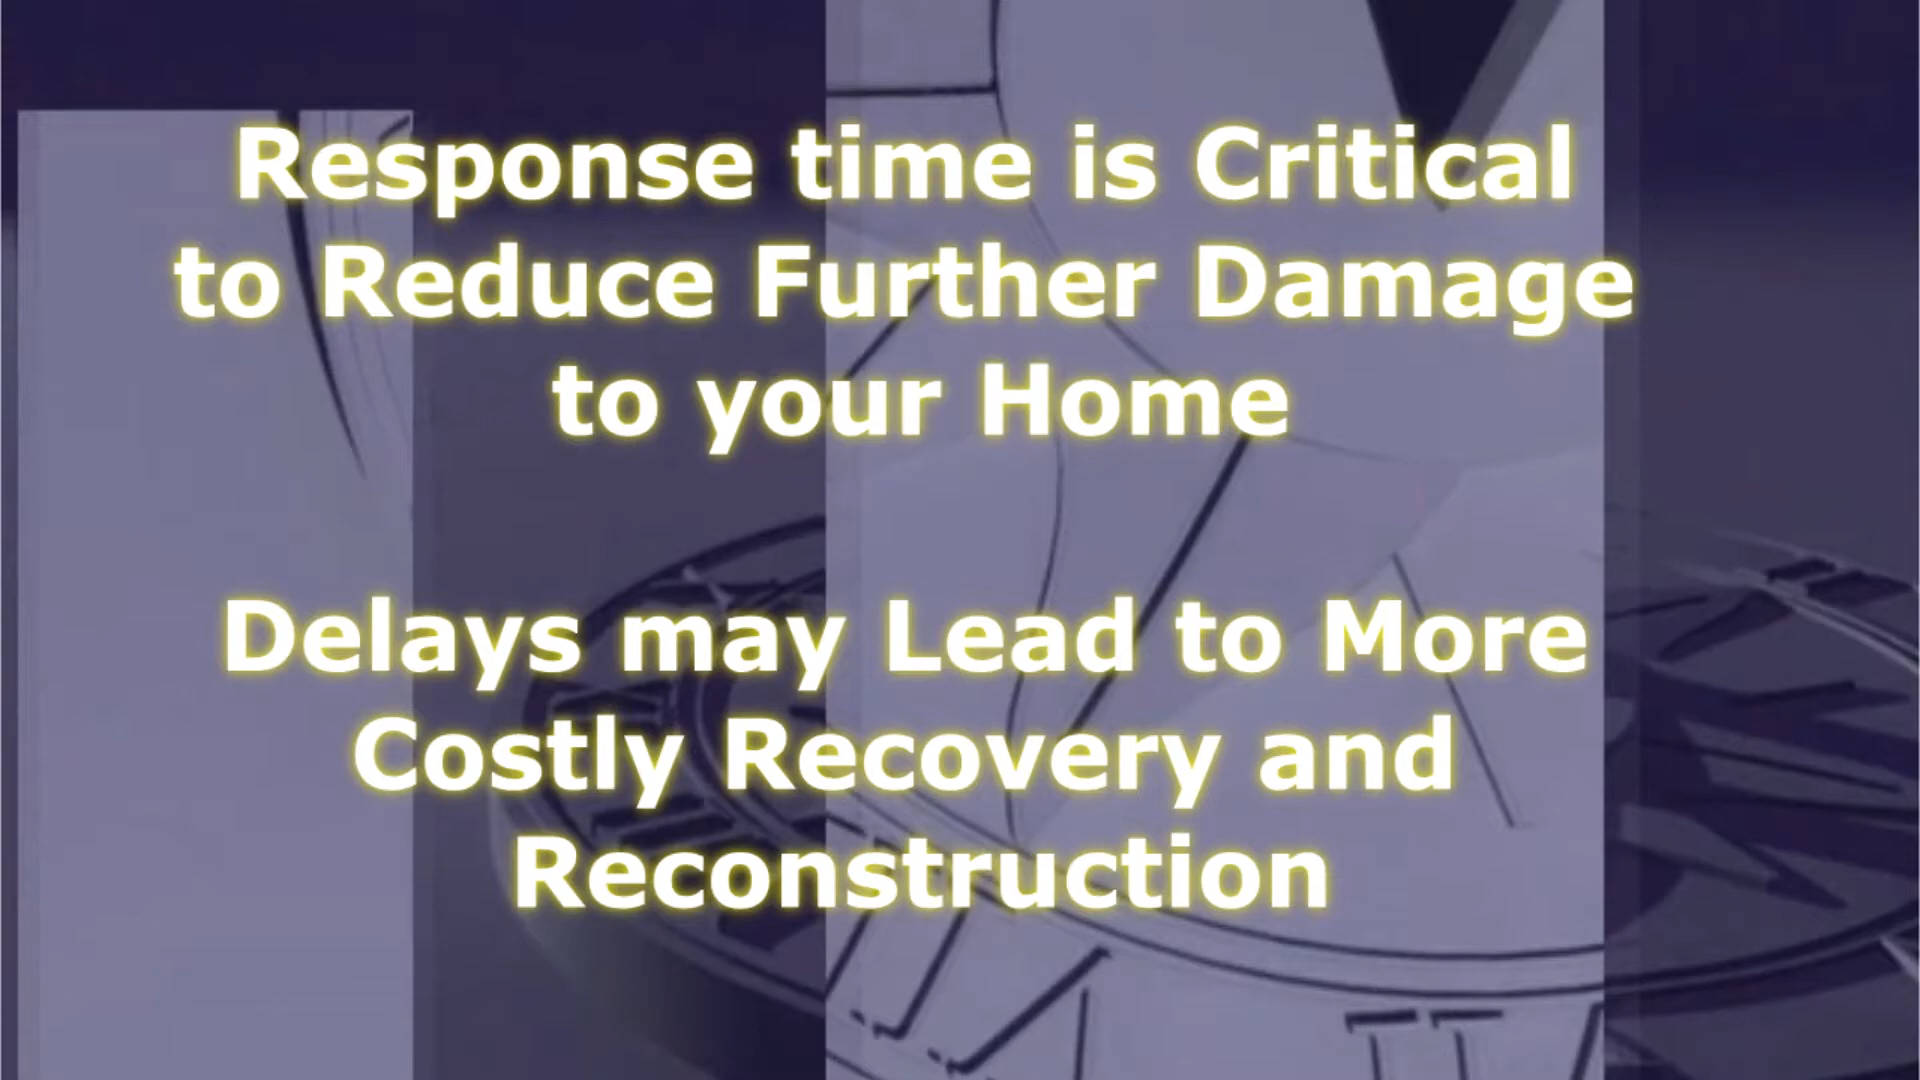 Response time is Critical
to Reduce Further Damage
to your Home
Delays may Lead to More
Costly Recovery and
Reconstruction